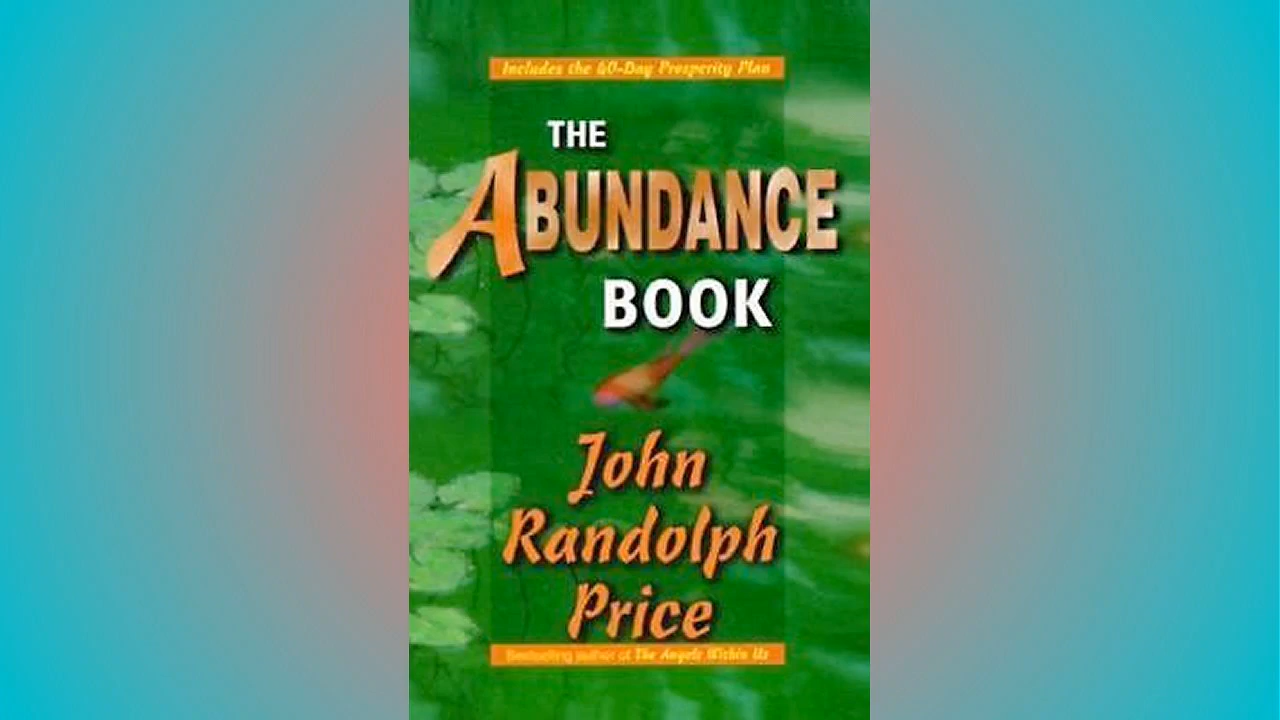 Includes the 40-Day Prosperity Plan
THE
ABUNDANCE
BOOK
John
Randolph
Price
Bestselling author of The Angels Within Us